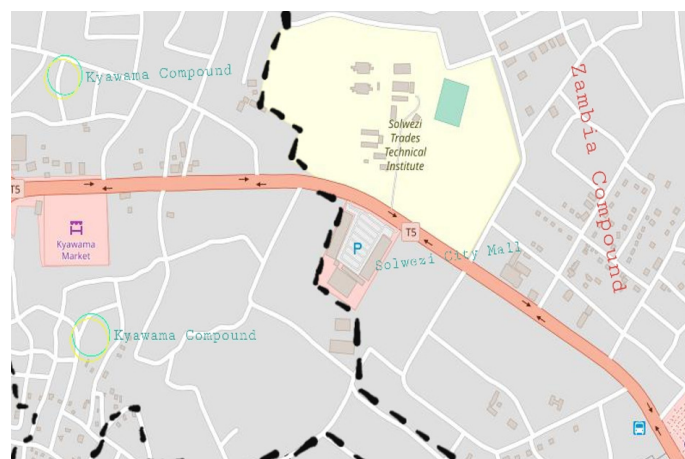 Kyawama Compound
Zambia Compound
Solwezi
Trades
Technical
Institute
T5
T5
Kyawama
Market
P
Solwezi City Mall
Kyawama Compound